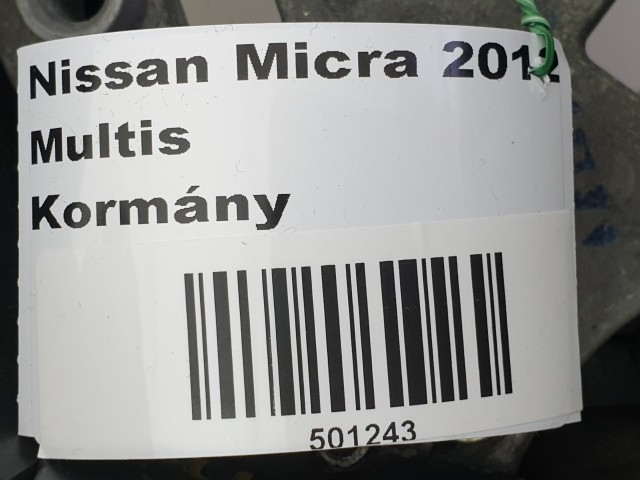 Nissan Micra 2012
Multis
Kormány
501243